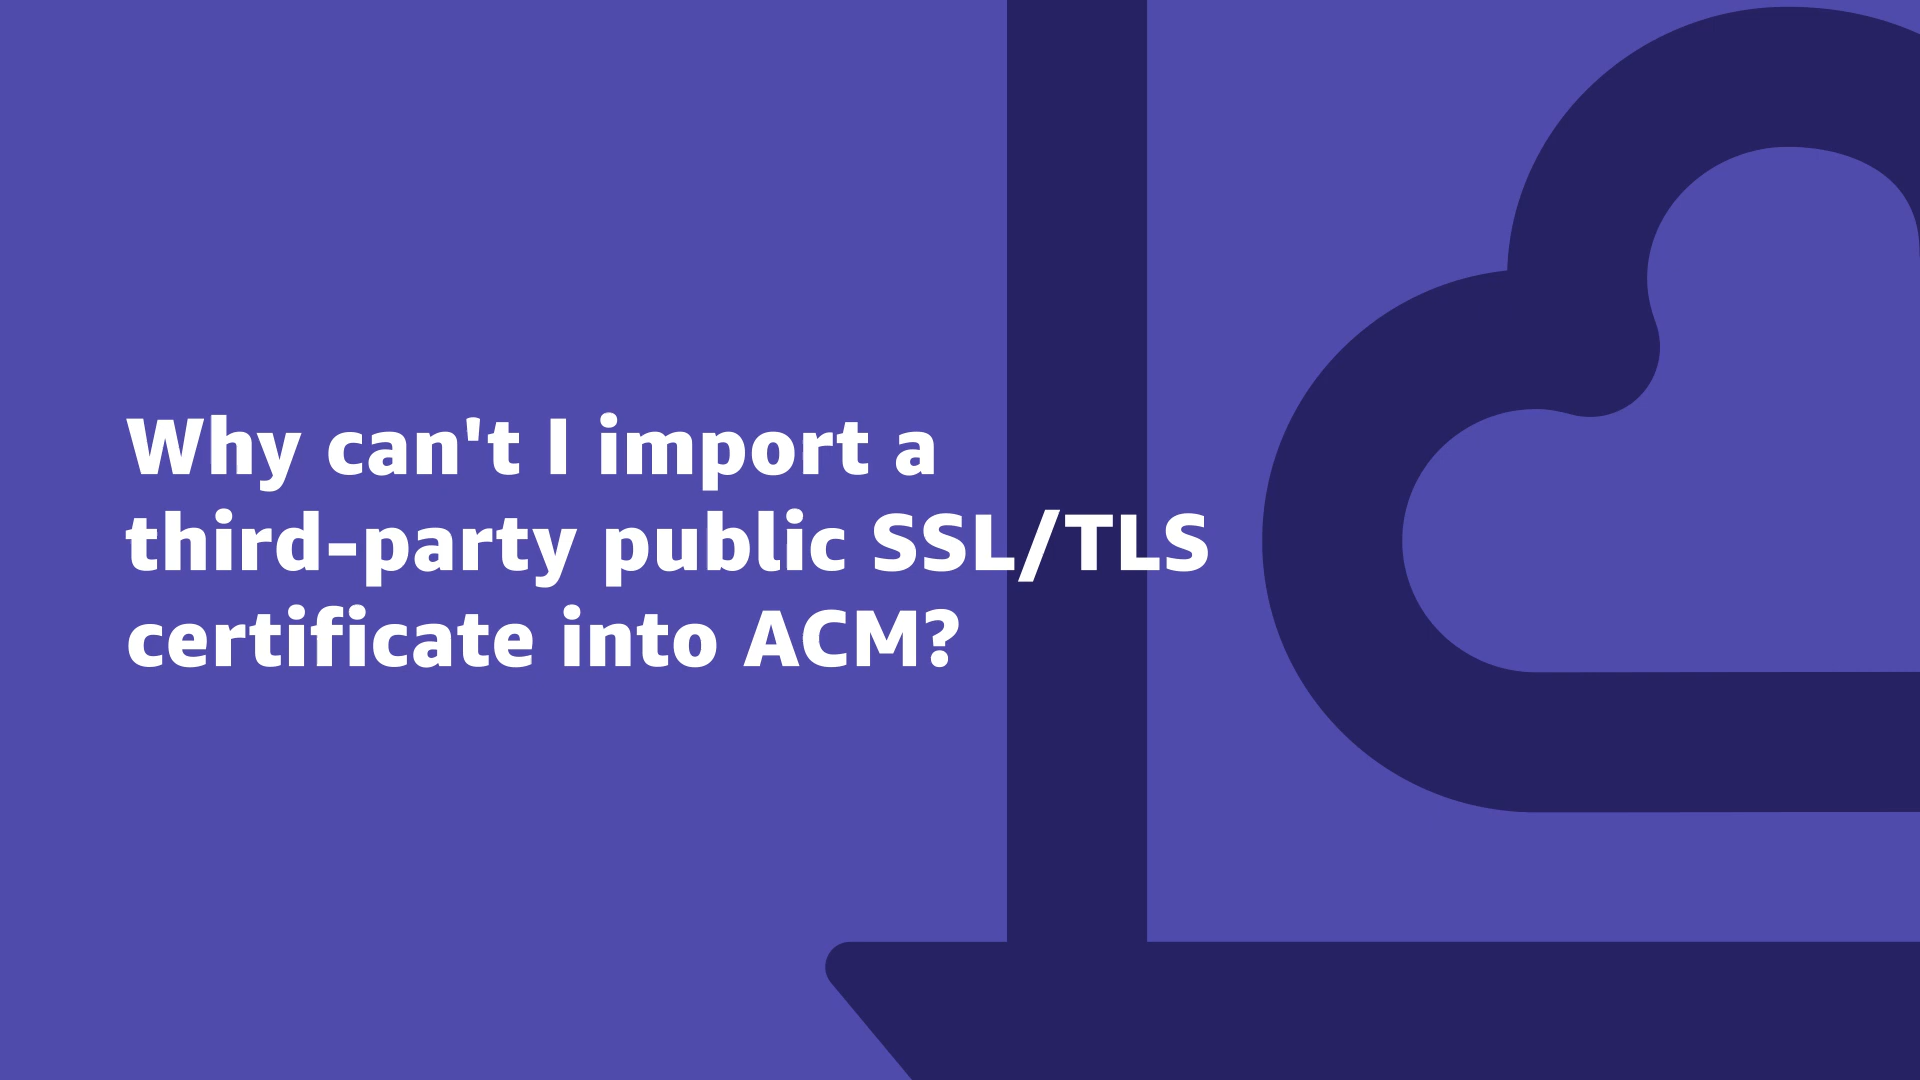 Why can't I import a
third-party public SSL/TLS
certificate into ACM?